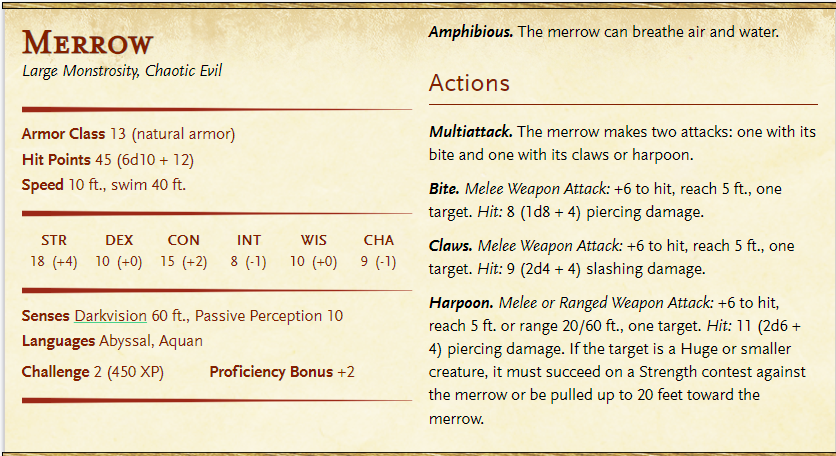 Merrow
Large Monstrosity, Chaotic Evil
Armor Class 13 (natural armor)
Hit Points 45 (6d10 + 12)
Speed 10 ft., swim 40 ft.
STR DEX CON INT WIS CHA
18 (+4) 10 (+0) 15 (+2) 8 (-1) 10 (+0) 9 (-1)
Senses Darkvision 60 ft., Passive Perception 10
Languages Abyssal, Aquan
Challenge 2 (450 XP) Proficiency Bonus +2
Amphibious. The merrow can breathe air and water.
Actions
Multiattack. The merrow makes two attacks: one with its
bite and one with its claws or harpoon.
Bite. Melee Weapon Attack: +6 to hit, reach 5 ft., one
target. Hit: 8 (1d8 + 4) piercing damage.
Claws. Melee Weapon Attack: +6 to hit, reach 5 ft., one
target. Hit: 9 (2d4 + 4) slashing damage.
Harpoon. Melee or Ranged Weapon Attack: +6 to hit,
reach 5 ft. or range 20/60 ft., one target. Hit: 11 (2d6 +
4) piercing damage. If the target is a Huge or smaller
creature, it must succeed on a Strength contest against
the merrow or be pulled up to 20 feet toward the
merrow.